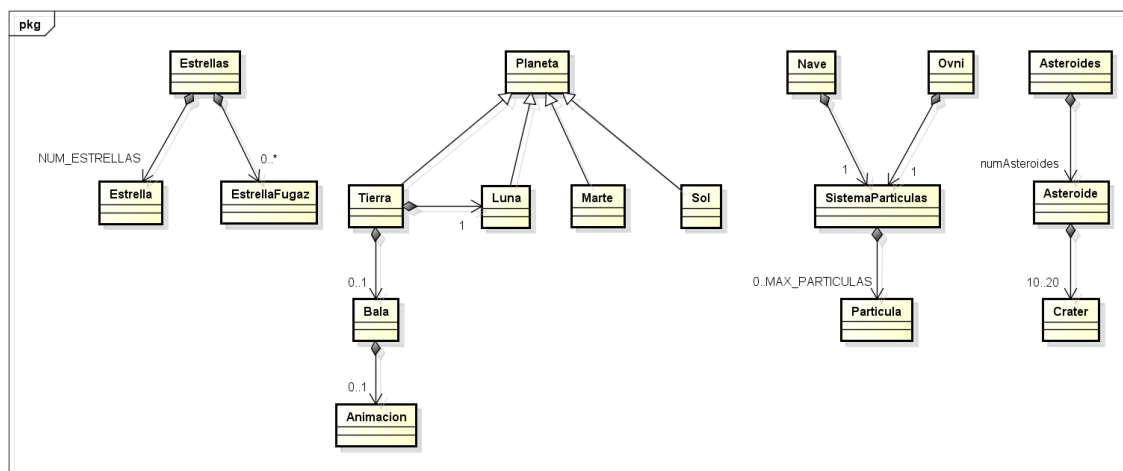 pkg
Estrellas
Planeta
Nave
Ovni
Asteroides
NUM_ESTRELLAS
0..*
1
1
numAsteroides
Estrella
EstrellaFugaz
Tierra
Luna
Marte
Sol
SistemaParticulas
Asteroide
1
0..1
0..MAX_PARTICULAS
10..20
Bala
Particula
Crater
0..1
Animacion